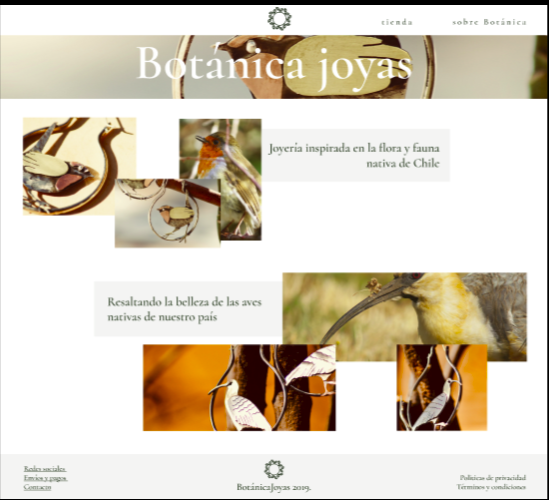 tienda
sobre Botánica
Botánica joyas
Joyería inspirada en la flora y fauna
nativa de Chile
Resaltando la belleza de las aves
nativas de nuestro país
Redes sociales
Envíos y pagos
Contacto
BotánicaJoyas 2019.
Políticas de privacidad
Términos y condiciones